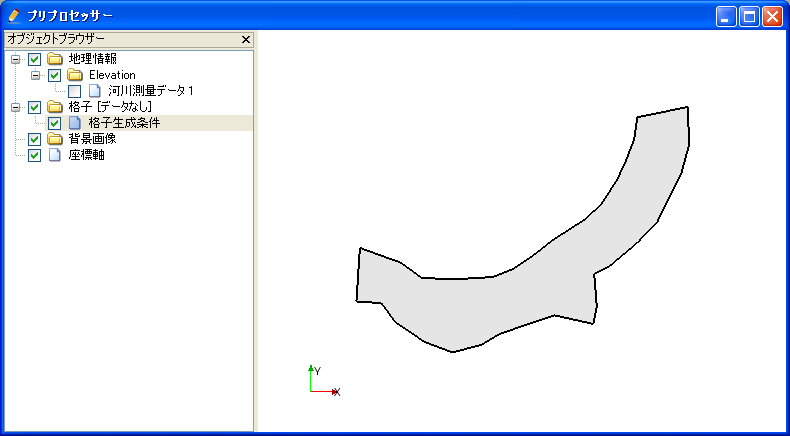 プリプロセッサー
オブジェクトブラウザー
地理情報
Elevation
河川測量データ1
格子 [データなし]
格子生成条件
背景画像
座標軸
Y
X